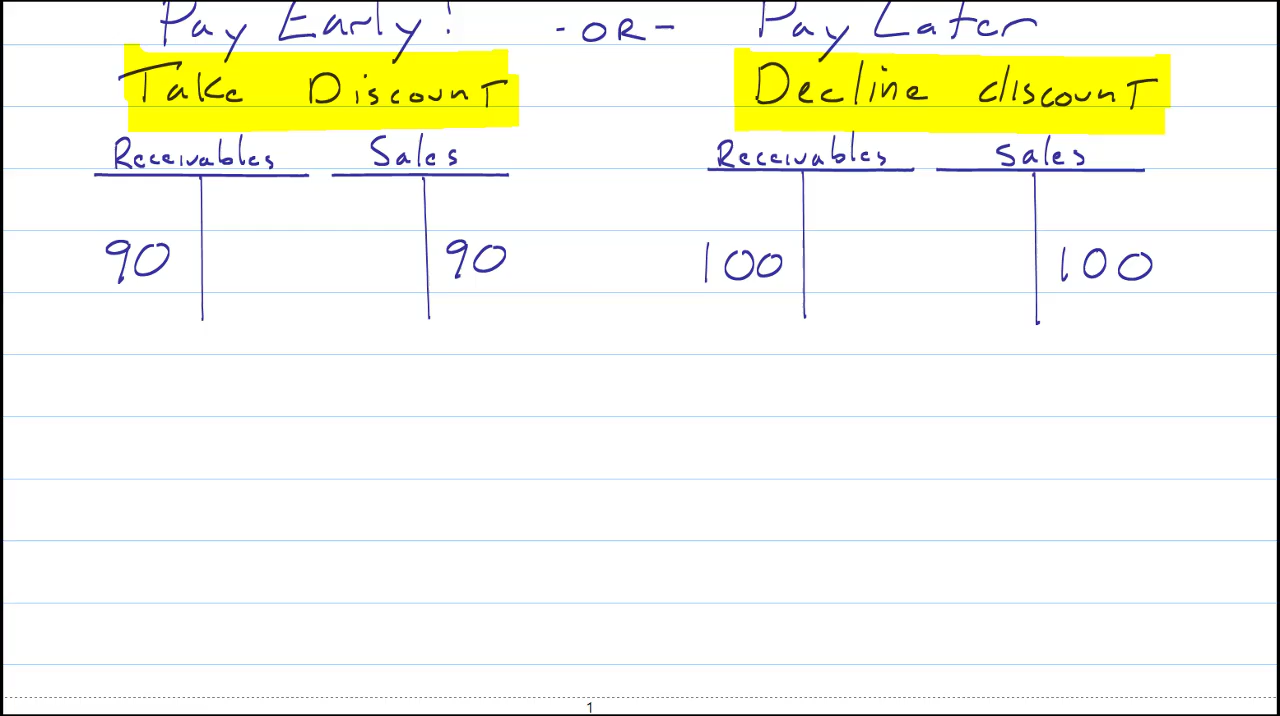 Pay Early! -OR- Pay Later
Take Discount Decline discount
Receivables Sales Receivables Sales
90 90 100 100
1